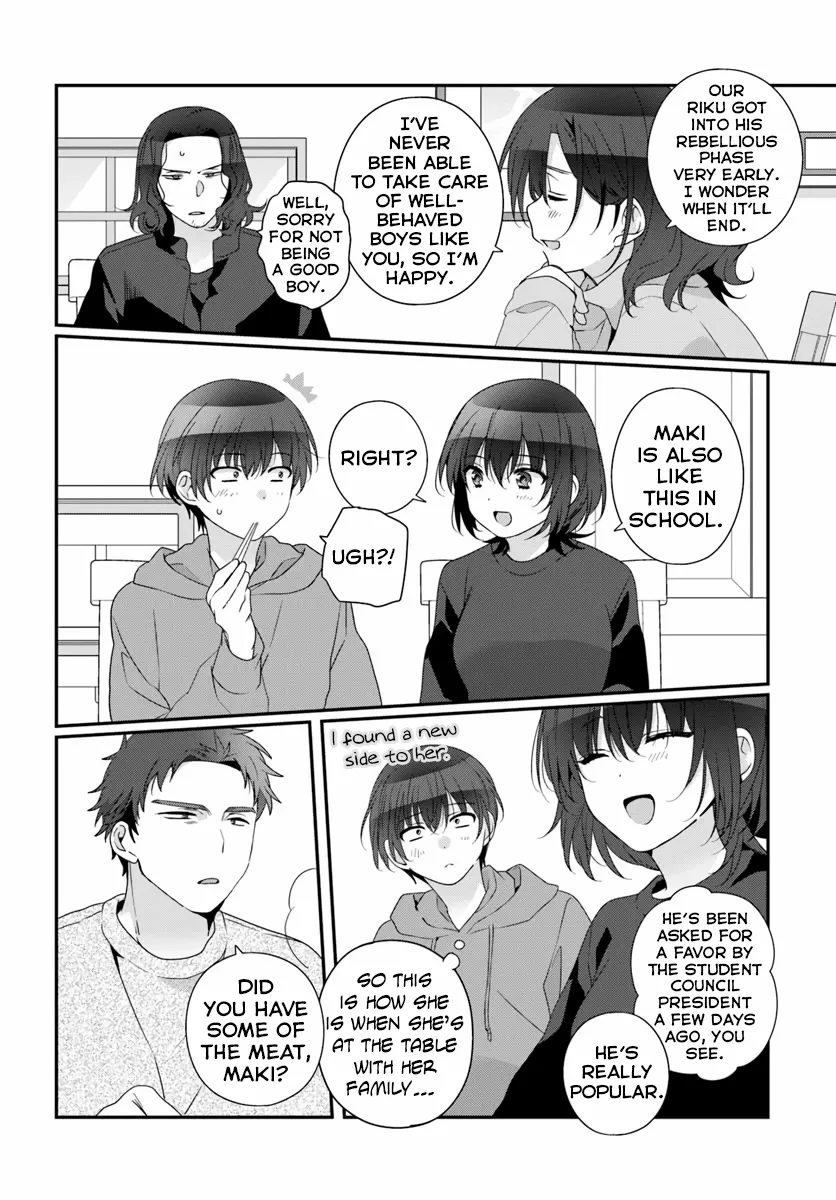 OUR
RIKU GOT
INTO HIS
REBELLIOUS
PHASE
VERY EARLY.
I WONDER
WHEN IT'LL
END.
I'VE
NEVER
BEEN ABLE
TO TAKE CARE
OF WELL-
BEHAVED
BOYS LIKE
YOU, SO I'M
HAPPY.
WELL,
SORRY
FOR NOT
BEING
A GOOD
BOY.
MAKI
IS ALSO
LIKE
THIS IN
SCHOOL.
RIGHT?
UGH?!
HE'S BEEN
ASKED FOR
A FAVOR BY
THE STUDENT
COUNCIL
PRESIDENT
A FEW DAYS
AGO, YOU
SEE.
HE'S
REALLY
POPULAR.
I found a new
side to her.
SO THIS
IS HOW SHE
IS WHEN SHE'S
AT THE TABLE
WITH HER
FAMILY...
DID
YOU HAVE
SOME OF
THE MEAT,
MAKI?